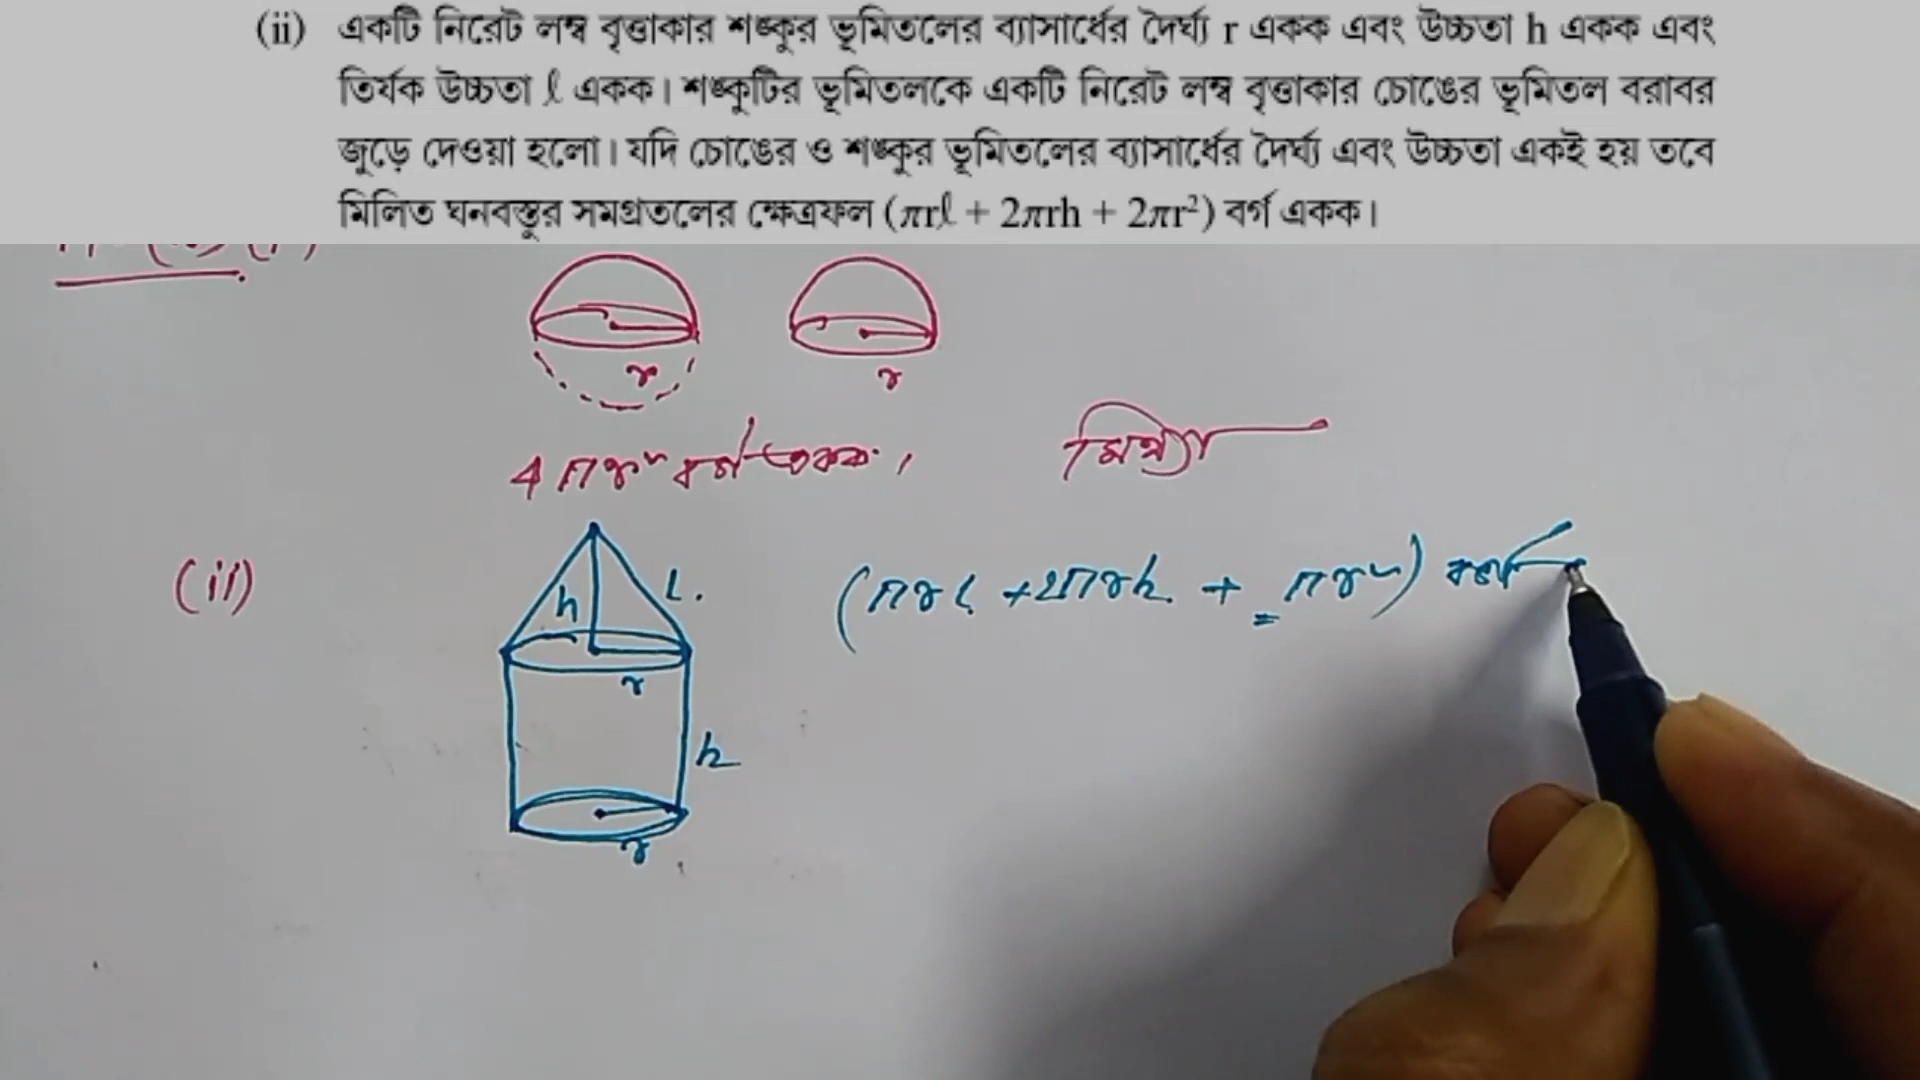 (ii) একটি নিরেট লম্ব বৃত্তাকার শঙ্কুর ভূমিতলের ব্যাসার্ধের দৈর্ঘ্য r একক এবং উচ্চতা h একক এবং
তির্যক উচ্চতা ℓ একক। শঙ্কুটির ভূমিতলকে একটি নিরেট লম্ব বৃত্তাকার চোঙের ভূমিতল বরাবর
জুড়ে দেওয়া হলো। যদি চোঙের ও শঙ্কুর ভূমিতলের ব্যাসার্ধের দৈর্ঘ্য এবং উচ্চতা একই হয় তবে
মিলিত ঘনবস্তুর সমগ্রতলের ক্ষেত্রফল (πrℓ + 2πrh + 2πr²) বর্গ একক।
r r
4πr² বর্গ একক। মিথ্যা
(ii) h l. (πrl + 2πrh + πr²) বর্গ
r
h
r